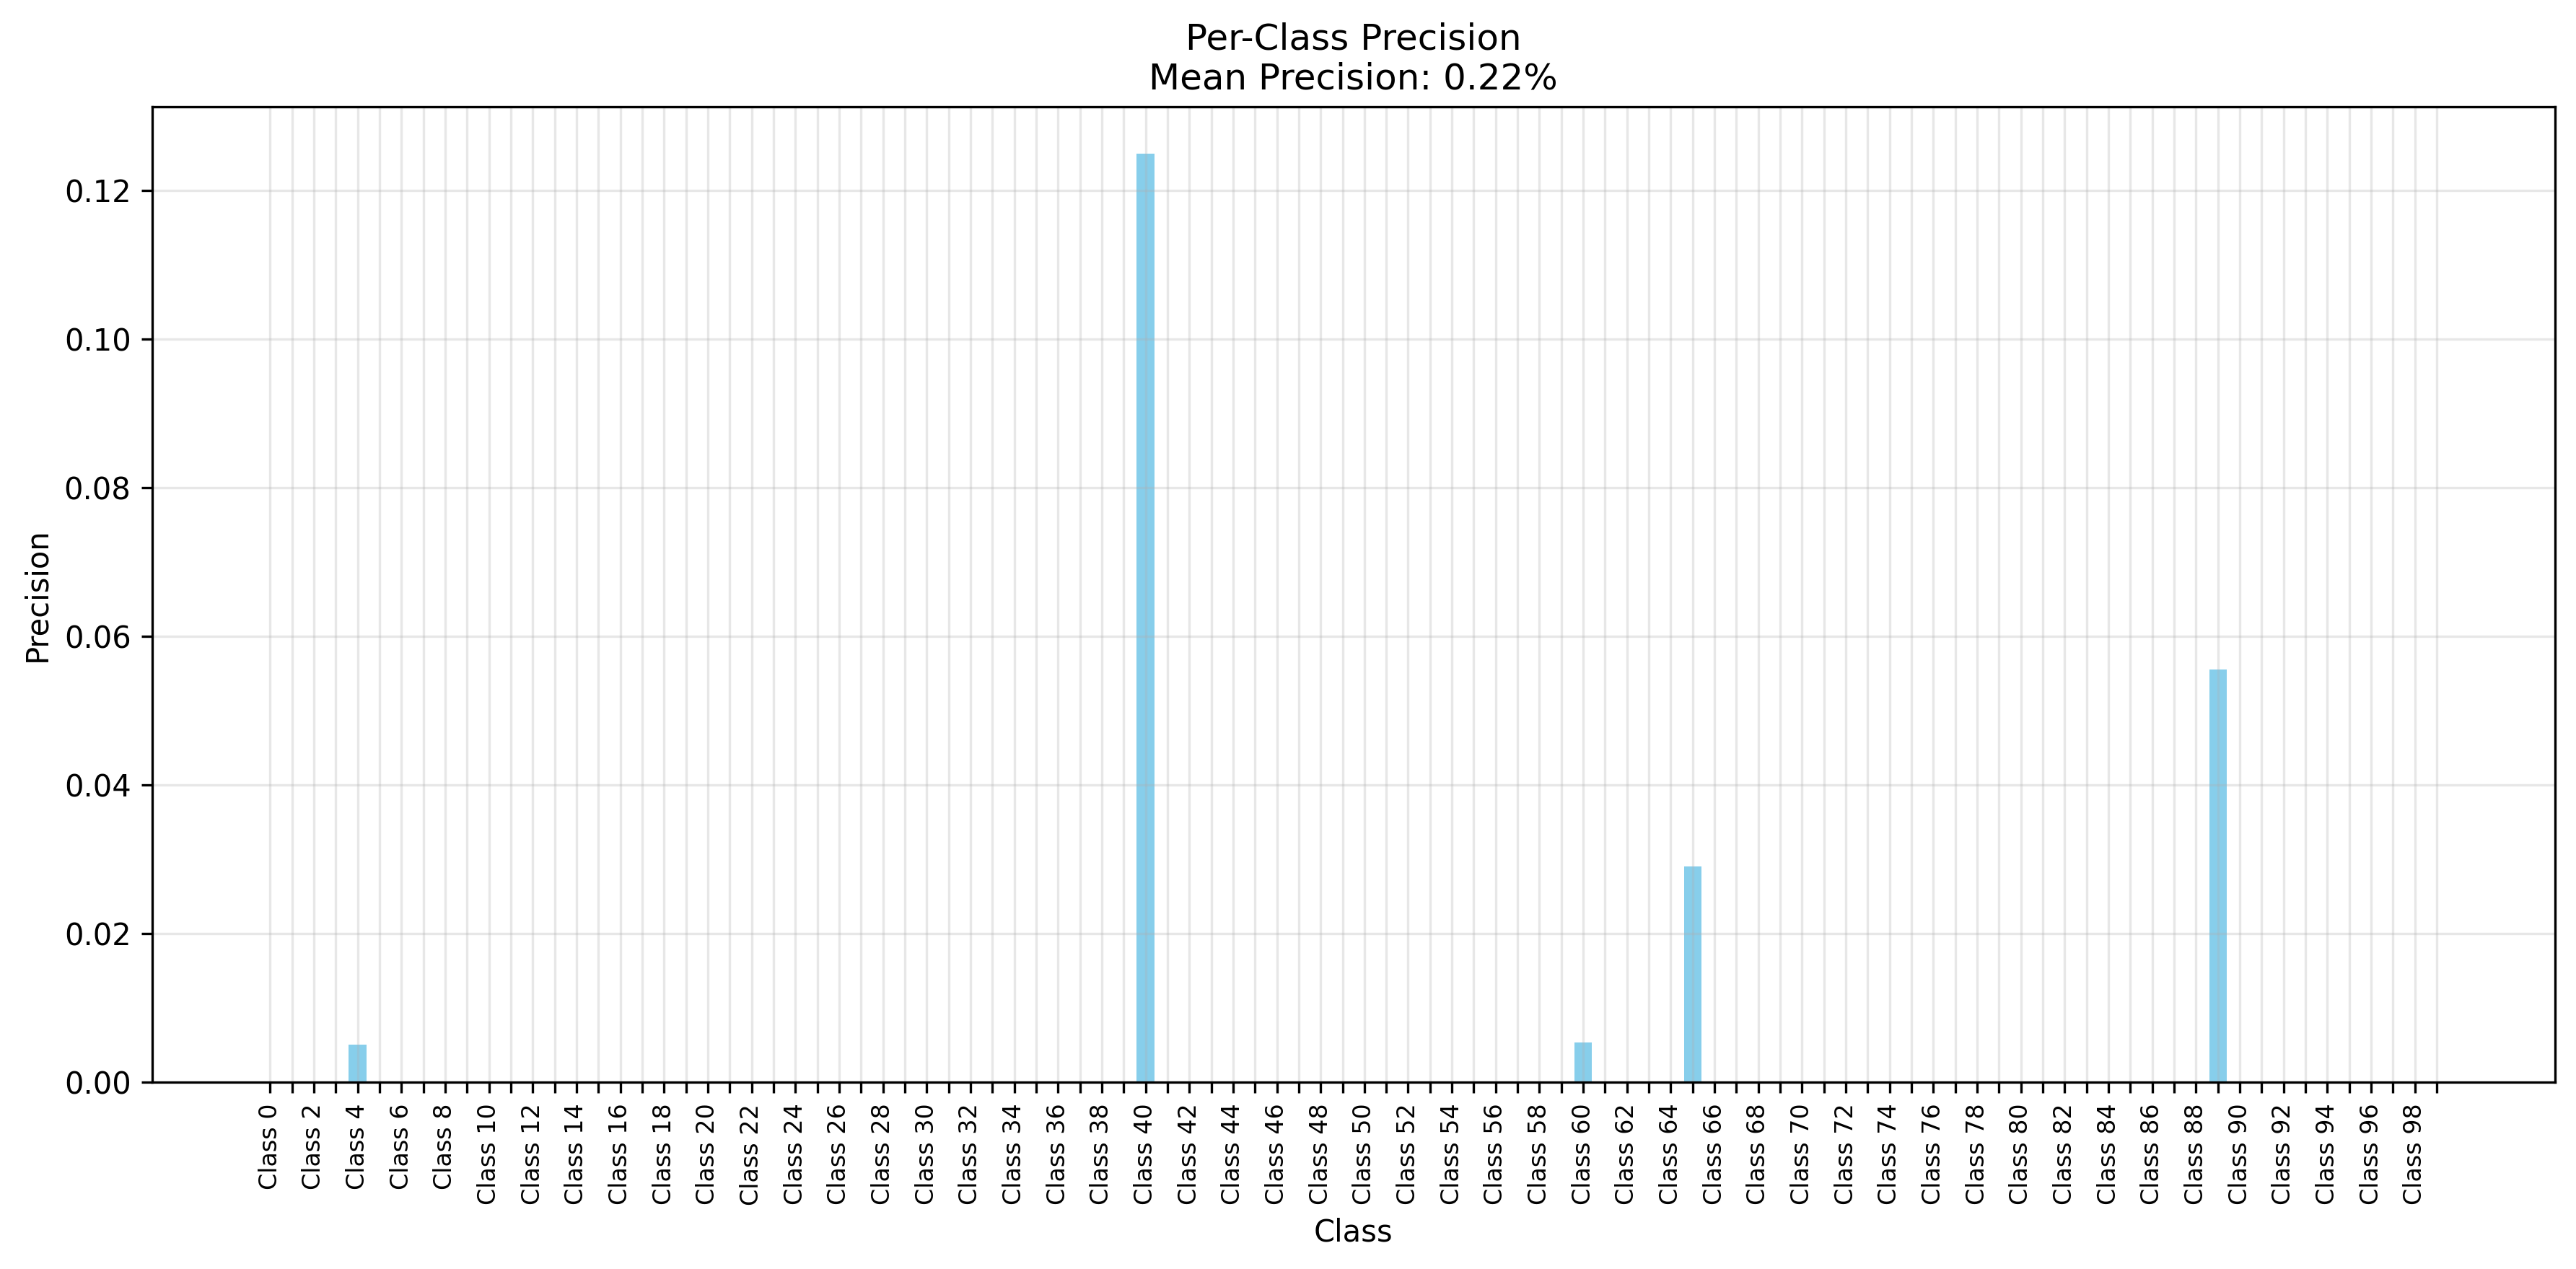 Per-Class Precision
Mean Precision: 0.22%
Precision
0.12
0.10
0.08
0.06
0.04
0.02
0.00
Class 0
Class 2
Class 4
Class 6
Class 8
Class 10
Class 12
Class 14
Class 16
Class 18
Class 20
Class 22
Class 24
Class 26
Class 28
Class 30
Class 32
Class 34
Class 36
Class 38
Class 40
Class 42
Class 44
Class 46
Class 48
Class 50
Class 52
Class 54
Class 56
Class 58
Class 60
Class 62
Class 64
Class 66
Class 68
Class 70
Class 72
Class 74
Class 76
Class 78
Class 80
Class 82
Class 84
Class 86
Class 88
Class 90
Class 92
Class 94
Class 96
Class 98
Class